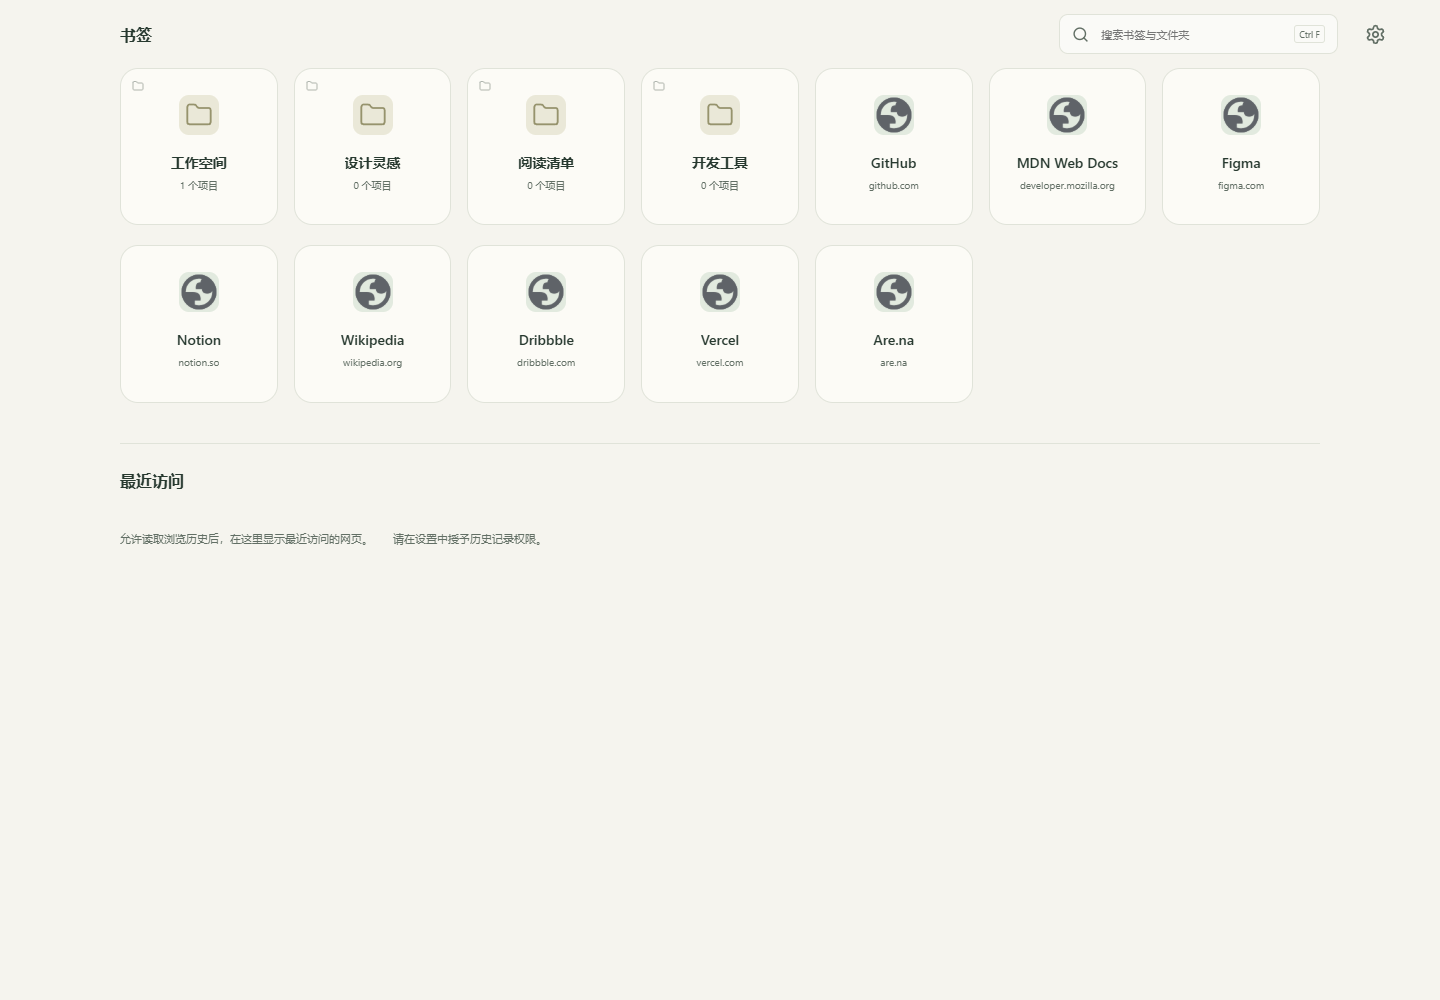 书签
搜索书签与文件夹
Ctrl F
工作空间
1 个项目
设计灵感
0 个项目
阅读清单
0 个项目
开发工具
0 个项目
GitHub
github.com
MDN Web Docs
developer.mozilla.org
Figma
figma.com
Notion
notion.so
Wikipedia
wikipedia.org
Dribbble
dribbble.com
Vercel
vercel.com
Are.na
are.na
最近访问
允许读取浏览历史后，在这里显示最近访问的网页。 请在设置中授予历史记录权限。